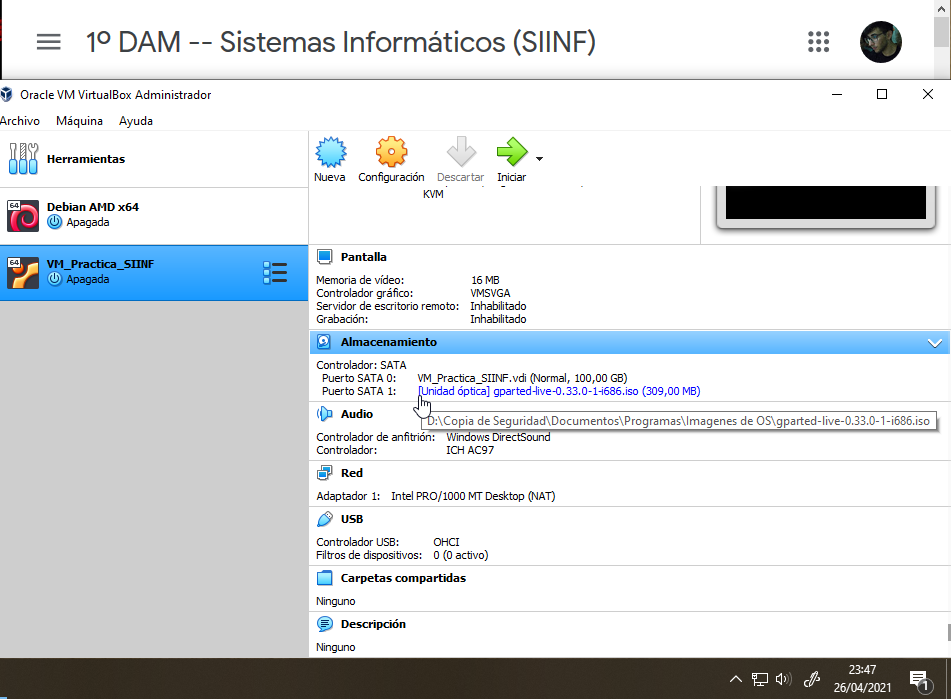 1º DAM -- Sistemas Informáticos (SIINF)
Oracle VM VirtualBox Administrador
Archivo Máquina Ayuda
Herramientas
Nueva Configuración Descartar Iniciar
KVM
64 Debian AMD x64
Apagada
64 VM_Practica_SIINF
Apagada
Pantalla
Memoria de vídeo: 16 MB
Controlador gráfico: VMSVGA
Servidor de escritorio remoto: Inhabilitado
Grabación: Inhabilitado
Almacenamiento
Controlador: SATA
Puerto SATA 0: VM_Practica_SIINF.vdi (Normal, 100,00 GB)
Puerto SATA 1: [Unidad óptica] gparted-live-0.33.0-1-i686.iso (309,00 MB)
Audio
D:\Copia de Seguridad\Documentos\Programas\Imagenes de OS\gparted-live-0.33.0-1-i686.iso
Controlador de anfitrión: Windows DirectSound
Controlador: ICH AC97
Red
Adaptador 1: Intel PRO/1000 MT Desktop (NAT)
USB
Controlador USB: OHCI
Filtros de dispositivos: 0 (0 activo)
Carpetas compartidas
Ninguno
Descripción
Ninguno
23:47
26/04/2021
1